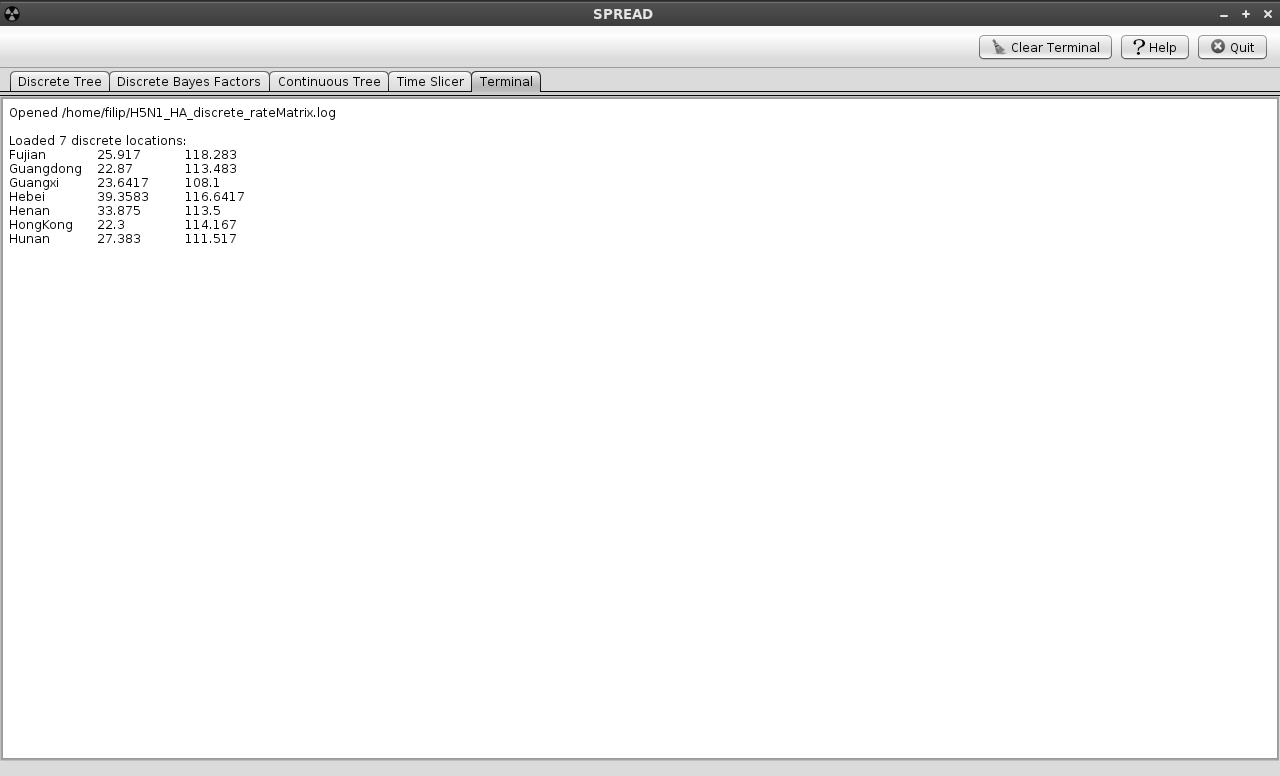 SPREAD
Clear Terminal ? Help Quit
Discrete Tree Discrete Bayes Factors Continuous Tree Time Slicer Terminal
Opened /home/filip/H5N1_HA_discrete_rateMatrix.log
Loaded 7 discrete locations:
Fujian 25.917 118.283
Guangdong 22.87 113.483
Guangxi 23.6417 108.1
Hebei 39.3583 116.6417
Henan 33.875 113.5
HongKong 22.3 114.167
Hunan 27.383 111.517